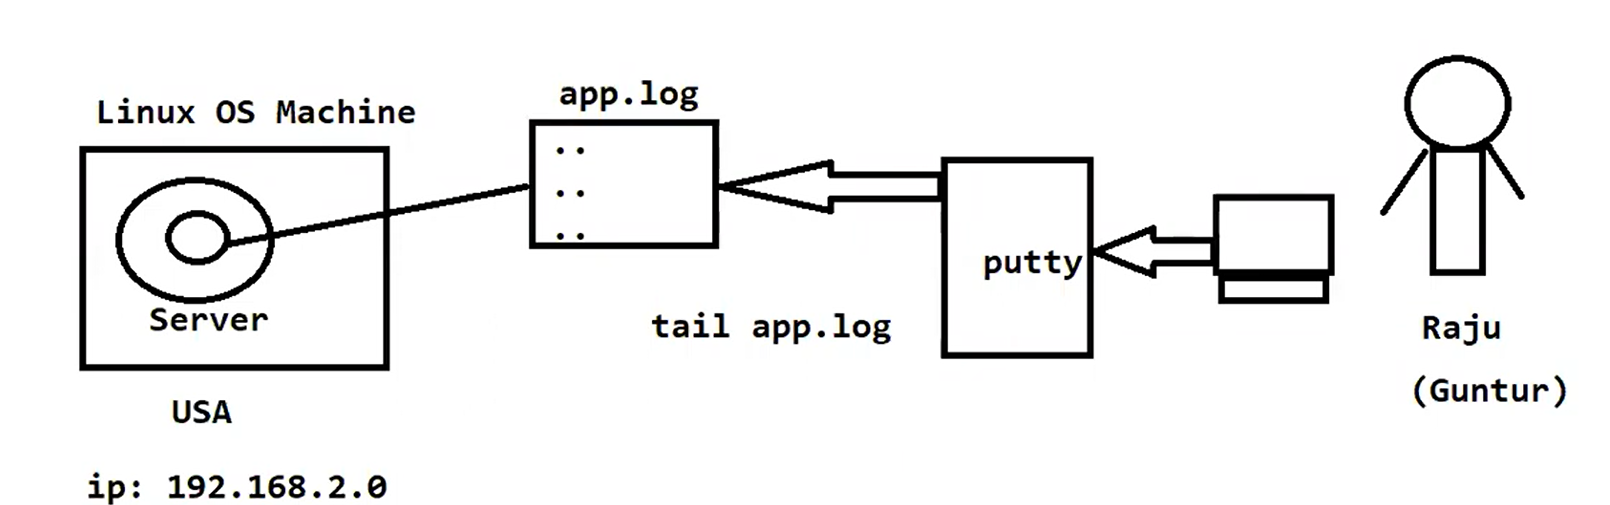 Linux OS Machine
Server
USA
ip: 192.168.2.0
app.log
..
..
..
tail app.log
putty
Raju
(Guntur)